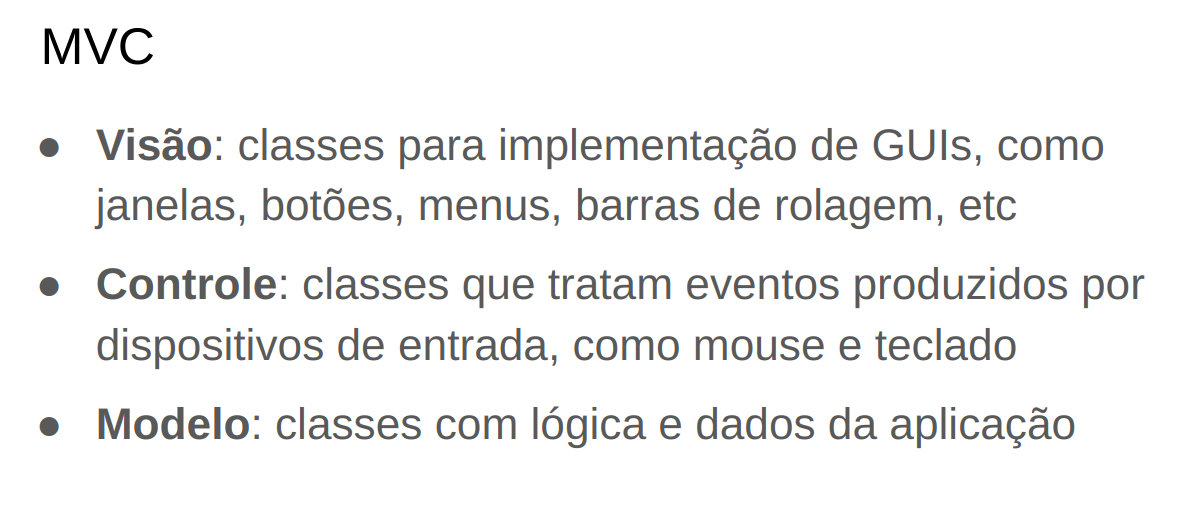 MVC
● Visão: classes para implementação de GUIs, como
janelas, botões, menus, barras de rolagem, etc
● Controle: classes que tratam eventos produzidos por
dispositivos de entrada, como mouse e teclado
● Modelo: classes com lógica e dados da aplicação